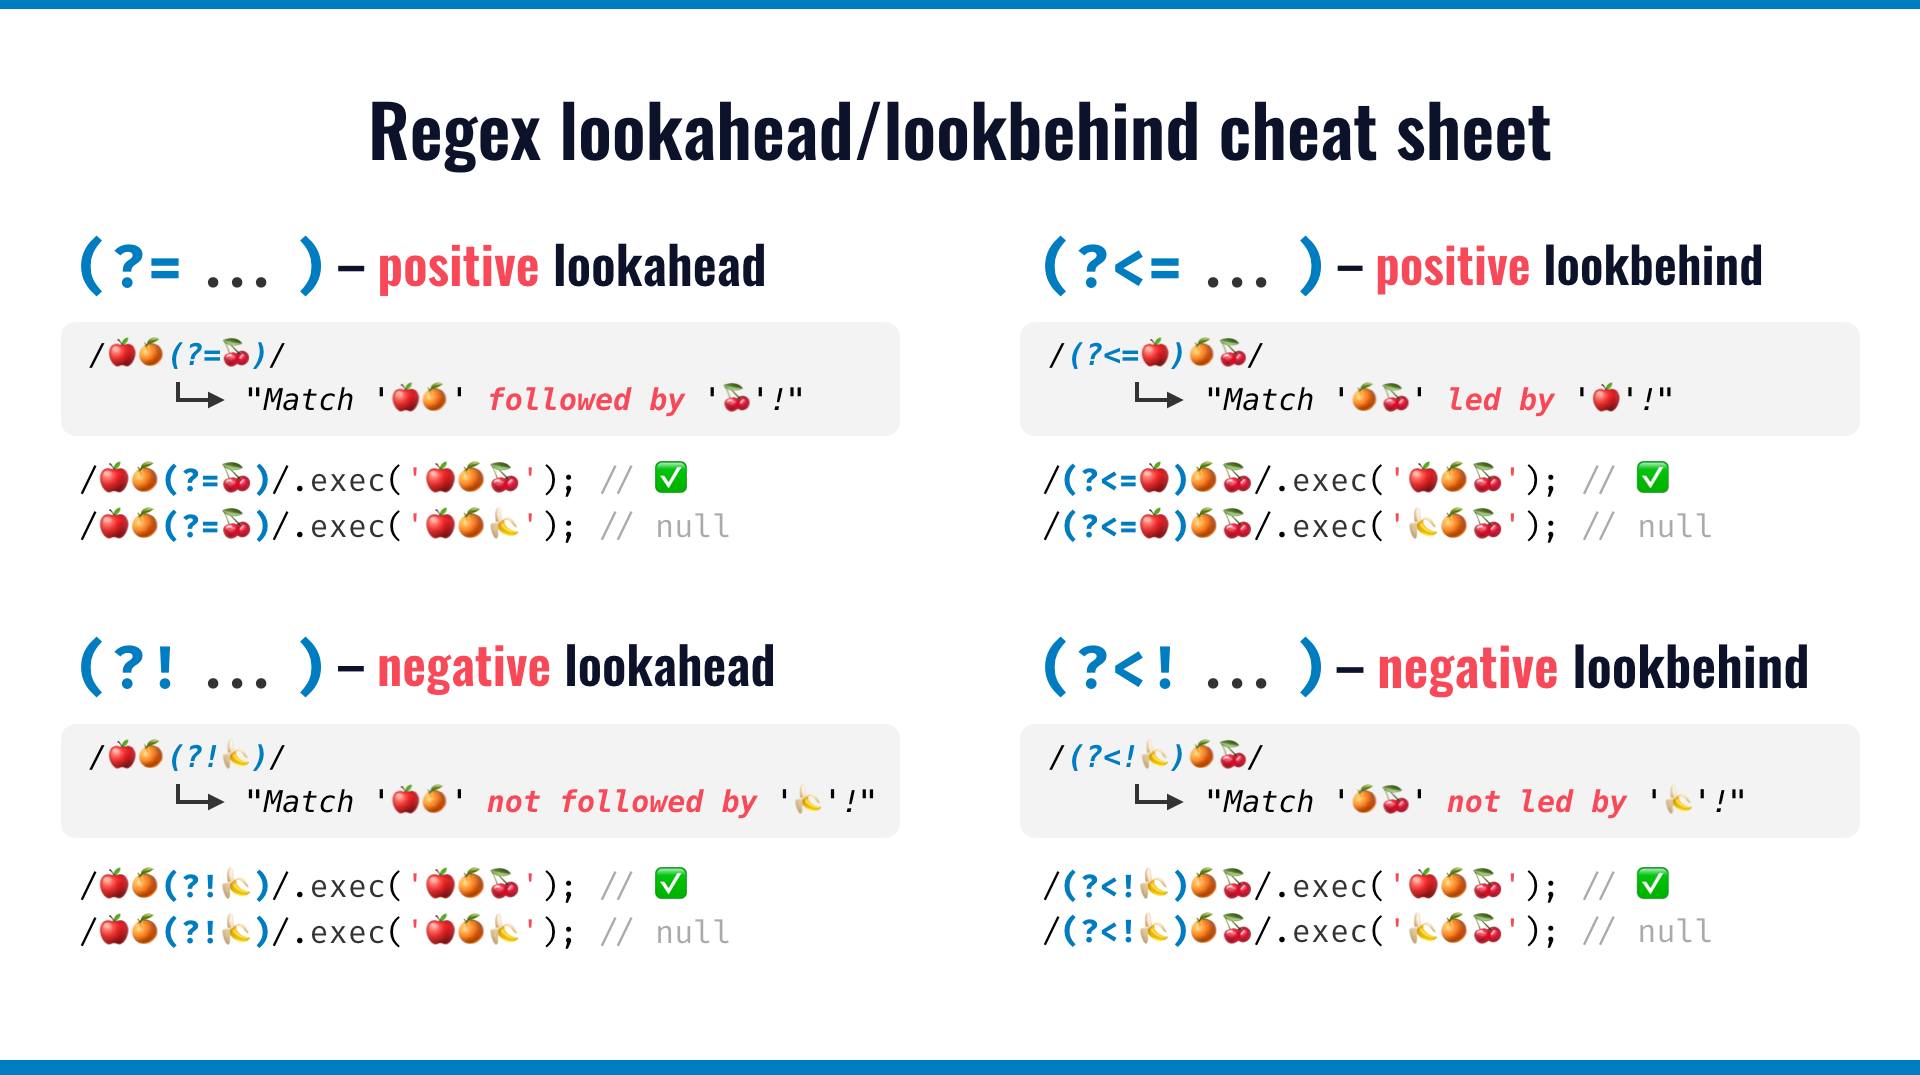 Regex lookahead/lookbehind cheat sheet
(?= ... ) – positive lookahead
/🍎🍊(?=🍒)/
"Match '🍎🍊' followed by '🍒'!"
/🍎🍊(?=🍒)/.exec('🍎🍊🍒'); // ✅
/🍎🍊(?=🍒)/.exec('🍎🍊🍌'); // null
(?<= ... ) – positive lookbehind
/(?<=🍎)🍊🍒/
"Match '🍊🍒' led by '🍎'!"
/(?<=🍎)🍊🍒/.exec('🍎🍊🍒'); // ✅
/(?<=🍎)🍊🍒/.exec('🍌🍊🍒'); // null
(?! ... ) – negative lookahead
/🍎🍊(?!🍌)/
"Match '🍎🍊' not followed by '🍌'!"
/🍎🍊(?!🍌)/.exec('🍎🍊🍒'); // ✅
/🍎🍊(?!🍌)/.exec('🍎🍊🍌'); // null
(?<! ... ) – negative lookbehind
/(?<!🍌)🍊🍒/
"Match '🍊🍒' not led by '🍌'!"
/(?<!🍌)🍊🍒/.exec('🍎🍊🍒'); // ✅
/(?<!🍌)🍊🍒/.exec('🍌🍊🍒'); // null